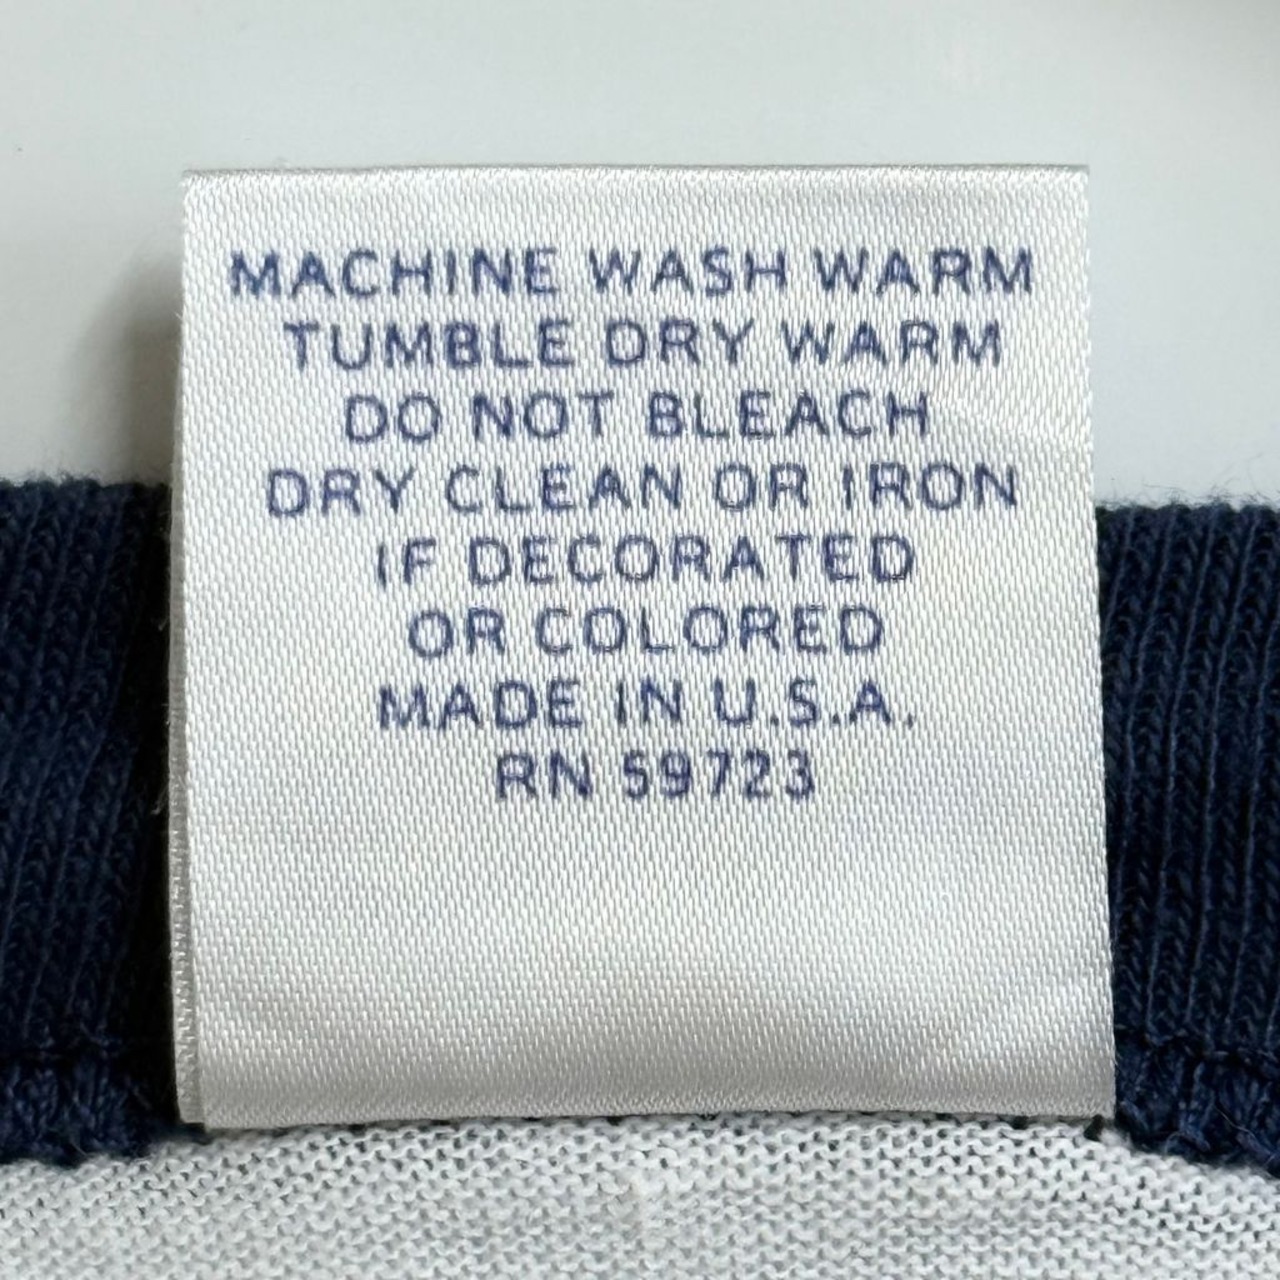 MACHINE WASH WARM
TUMBLE DRY WARM
DO NOT BLEACH
DRY CLEAN OR IRON
IF DECORATED
OR COLORED
MADE IN U.S.A.
RN 59723